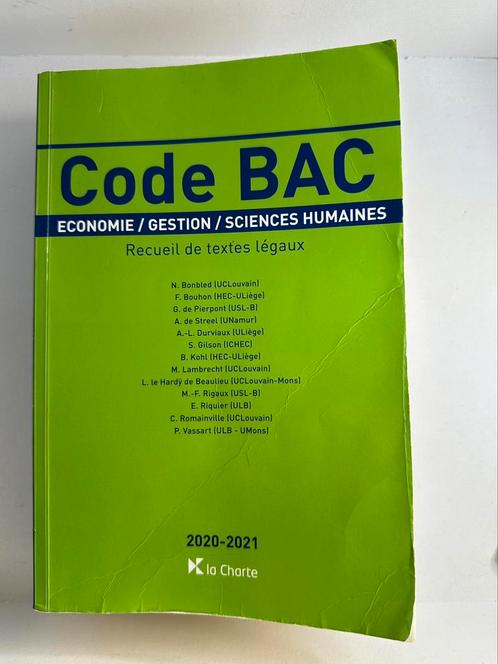 Code BAC
ECONOMIE / GESTION / SCIENCES HUMAINES
Recueil de textes légaux
N. Bonbled (UCLouvain)
F. Bouhon (HEC-ULiège)
G. de Pierpont (USL-B)
A. de Streel (UNamur)
A.-L. Durviaux (ULiège)
S. Gilson (ICHEC)
B. Kohl (HEC-ULiège)
M. Lambrecht (UCLouvain)
L. le Hardÿ de Beaulieu (UCLouvain-Mons)
M.-F. Rigaux (USL-B)
E. Riquier (ULB)
C. Romainville (UCLouvain)
P. Vassart (ULB - UMons)
2020-2021
la Charte